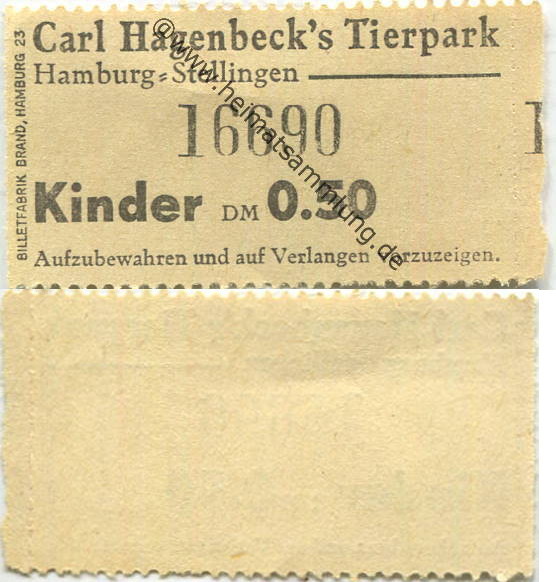 Carl Hagenbeck's Tierpark
Hamburg-Stellingen
16690
Kinder DM 0.50
Aufzubewahren und auf Verlangen vorzuzeigen.
BILLETFABRIK BRAND, HAMBURG 23
@www.heimatsammlung.de